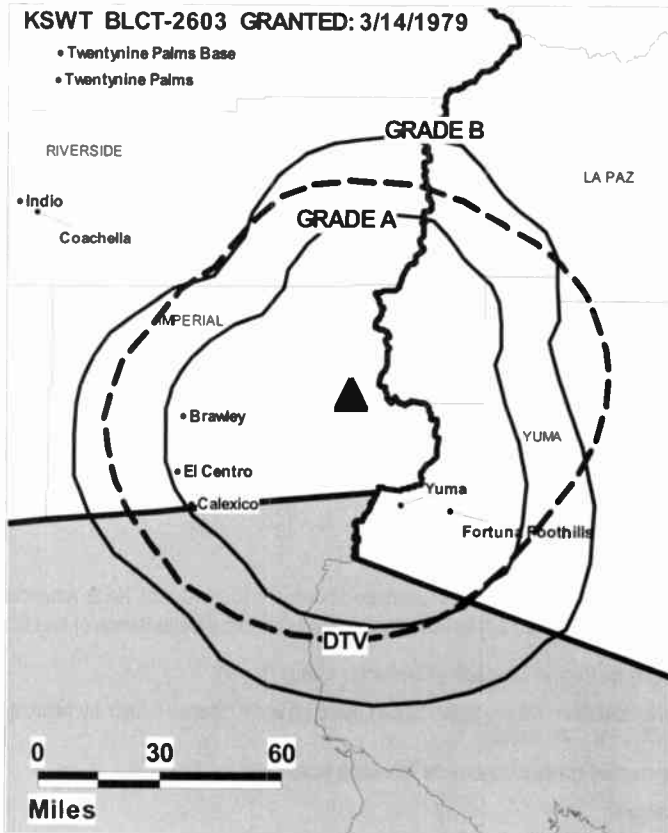 KSWT BLCT-2603 GRANTED: 3/14/1979
Twentynine Palms Base
Twentynine Palms
GRADE B
RIVERSIDE
LA PAZ
Indio
GRADE A
Coachella
IMPERIAL
Brawley
YUMA
El Centro
Yuma
Calexico
Fortuna Foothills
DTV
0 30 60
Miles